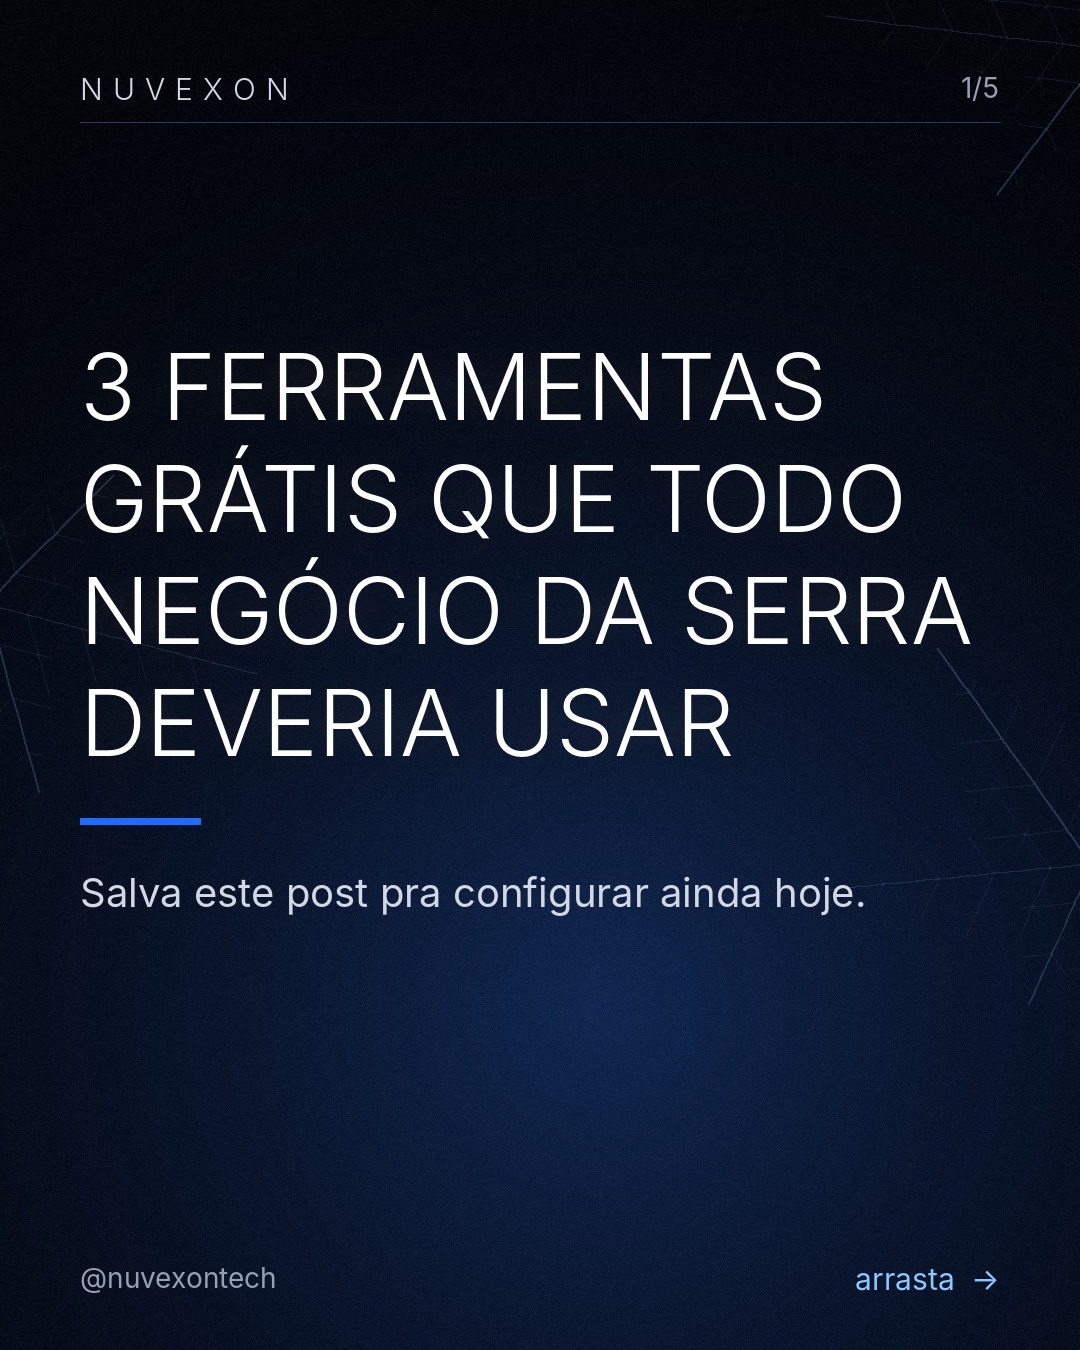 NUVEXON
1/5
3 FERRAMENTAS
GRÁTIS QUE TODO
NEGÓCIO DA SERRA
DEVERIA USAR
Salva este post pra configurar ainda hoje.
@nuvexontech
arrasta →